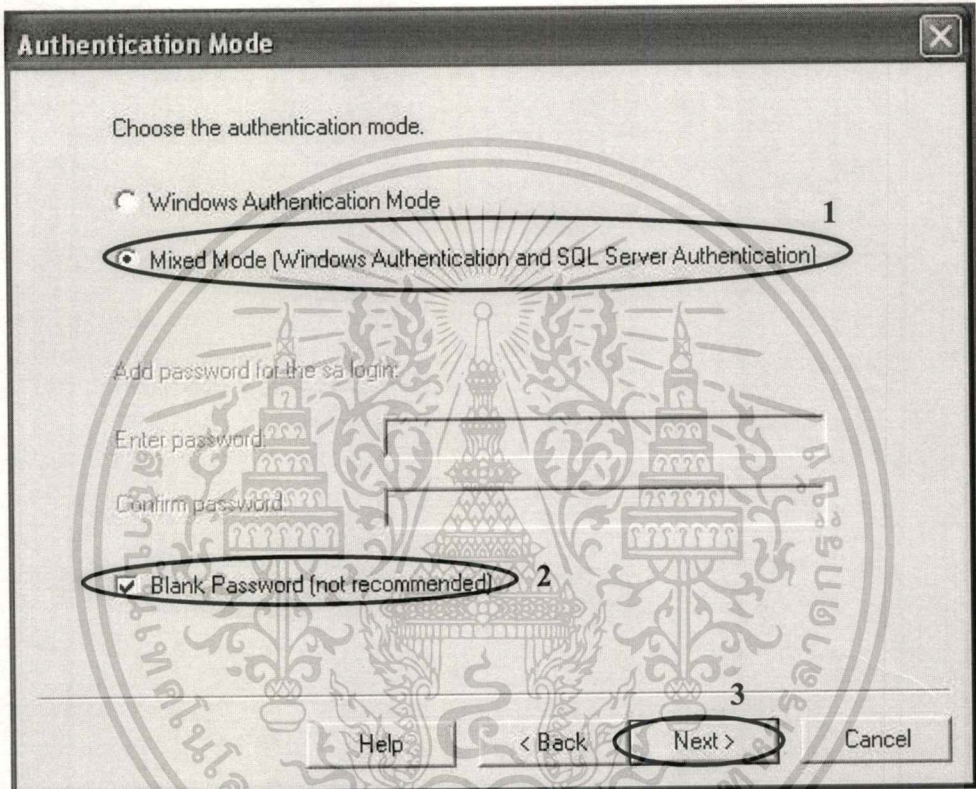 Authentication Mode
Choose the authentication mode.
Windows Authentication Mode
1
Mixed Mode (Windows Authentication and SQL Server Authentication)
Add password for the sa login:
Enter password:
Confirm password:
Blank Password (not recommended)
2
3
Help
< Back
Next >
Cancel